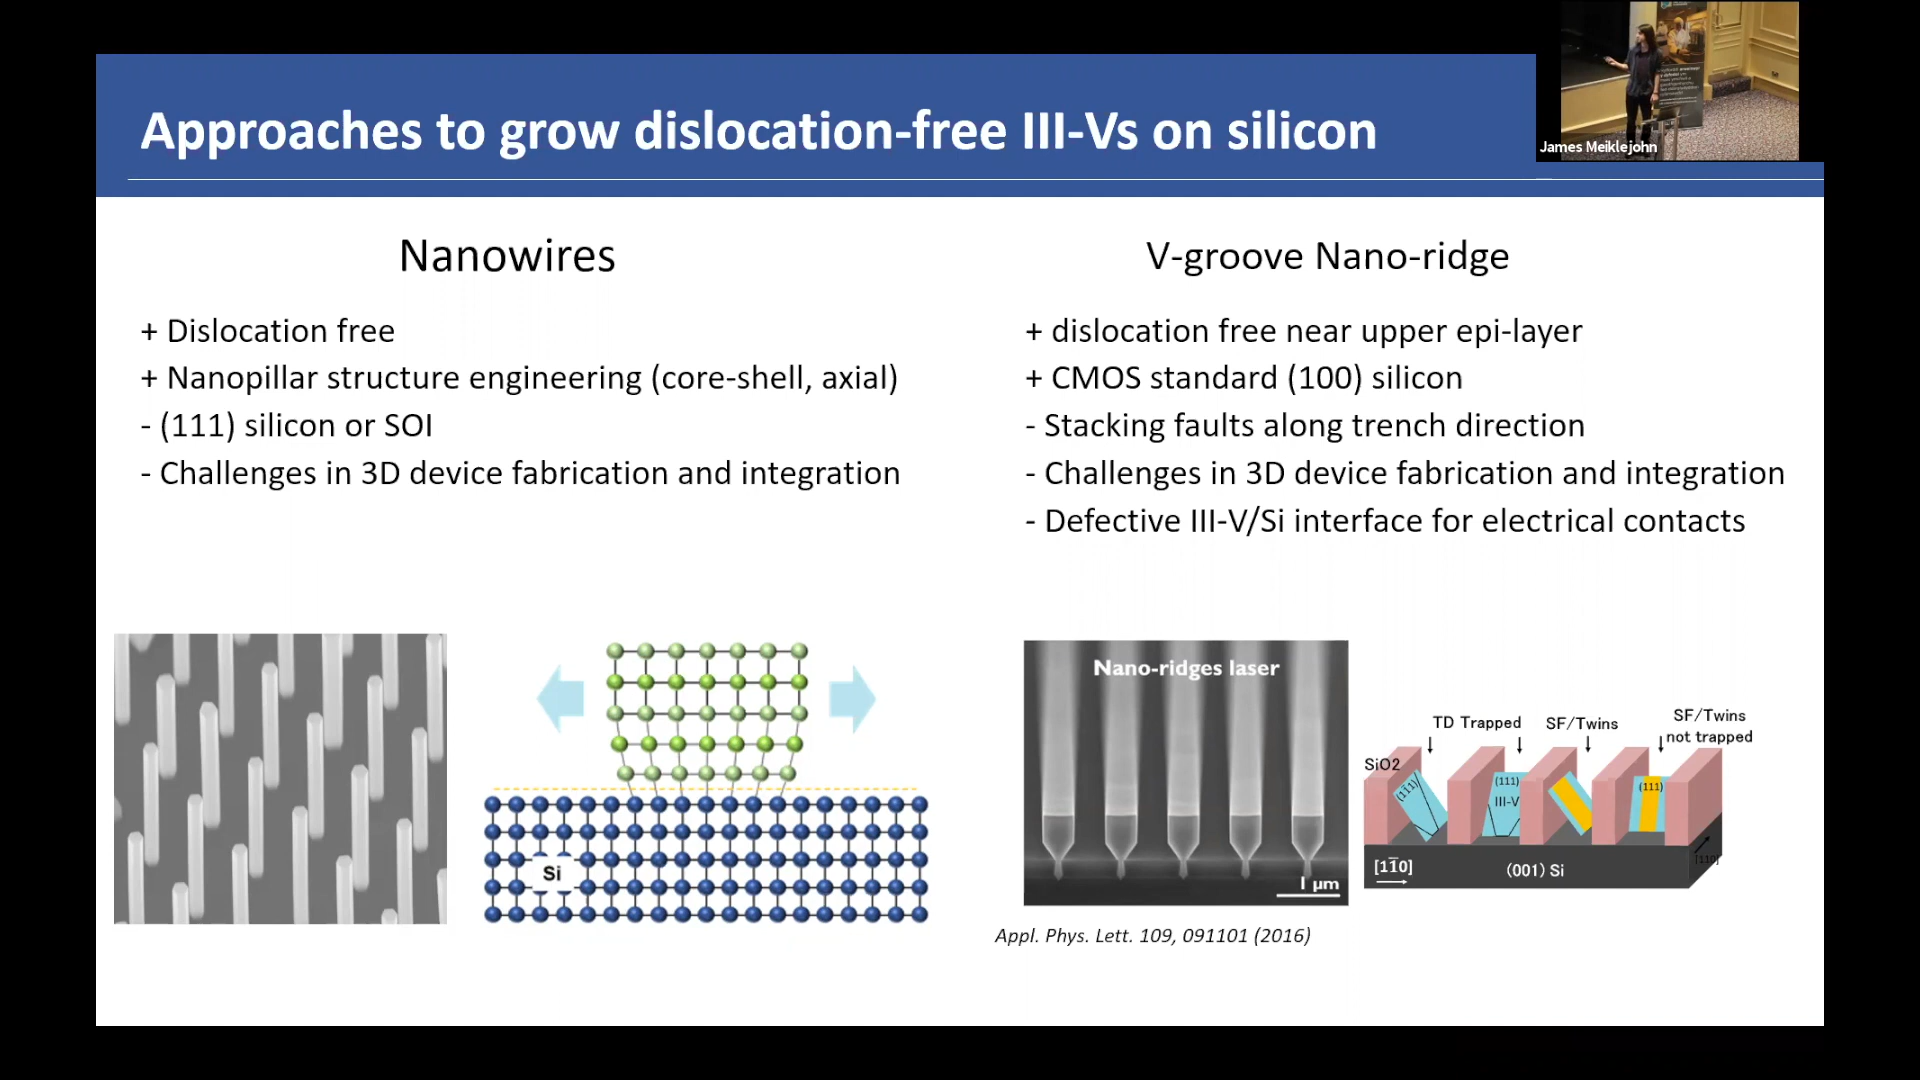 Approaches to grow dislocation-free III-Vs on silicon
James Meiklejohn
Nanowires
+ Dislocation free
+ Nanopillar structure engineering (core-shell, axial)
- (111) silicon or SOI
- Challenges in 3D device fabrication and integration
Si
V-groove Nano-ridge
+ dislocation free near upper epi-layer
+ CMOS standard (100) silicon
- Stacking faults along trench direction
- Challenges in 3D device fabrication and integration
- Defective III-V/Si interface for electrical contacts
Nano-ridges laser
1 μm
TD Trapped
SF/Twins
SF/Twins
not trapped
SiO2
(111)
III-V
(111)
[11̅0]
(001) Si
Appl. Phys. Lett. 109, 091101 (2016)